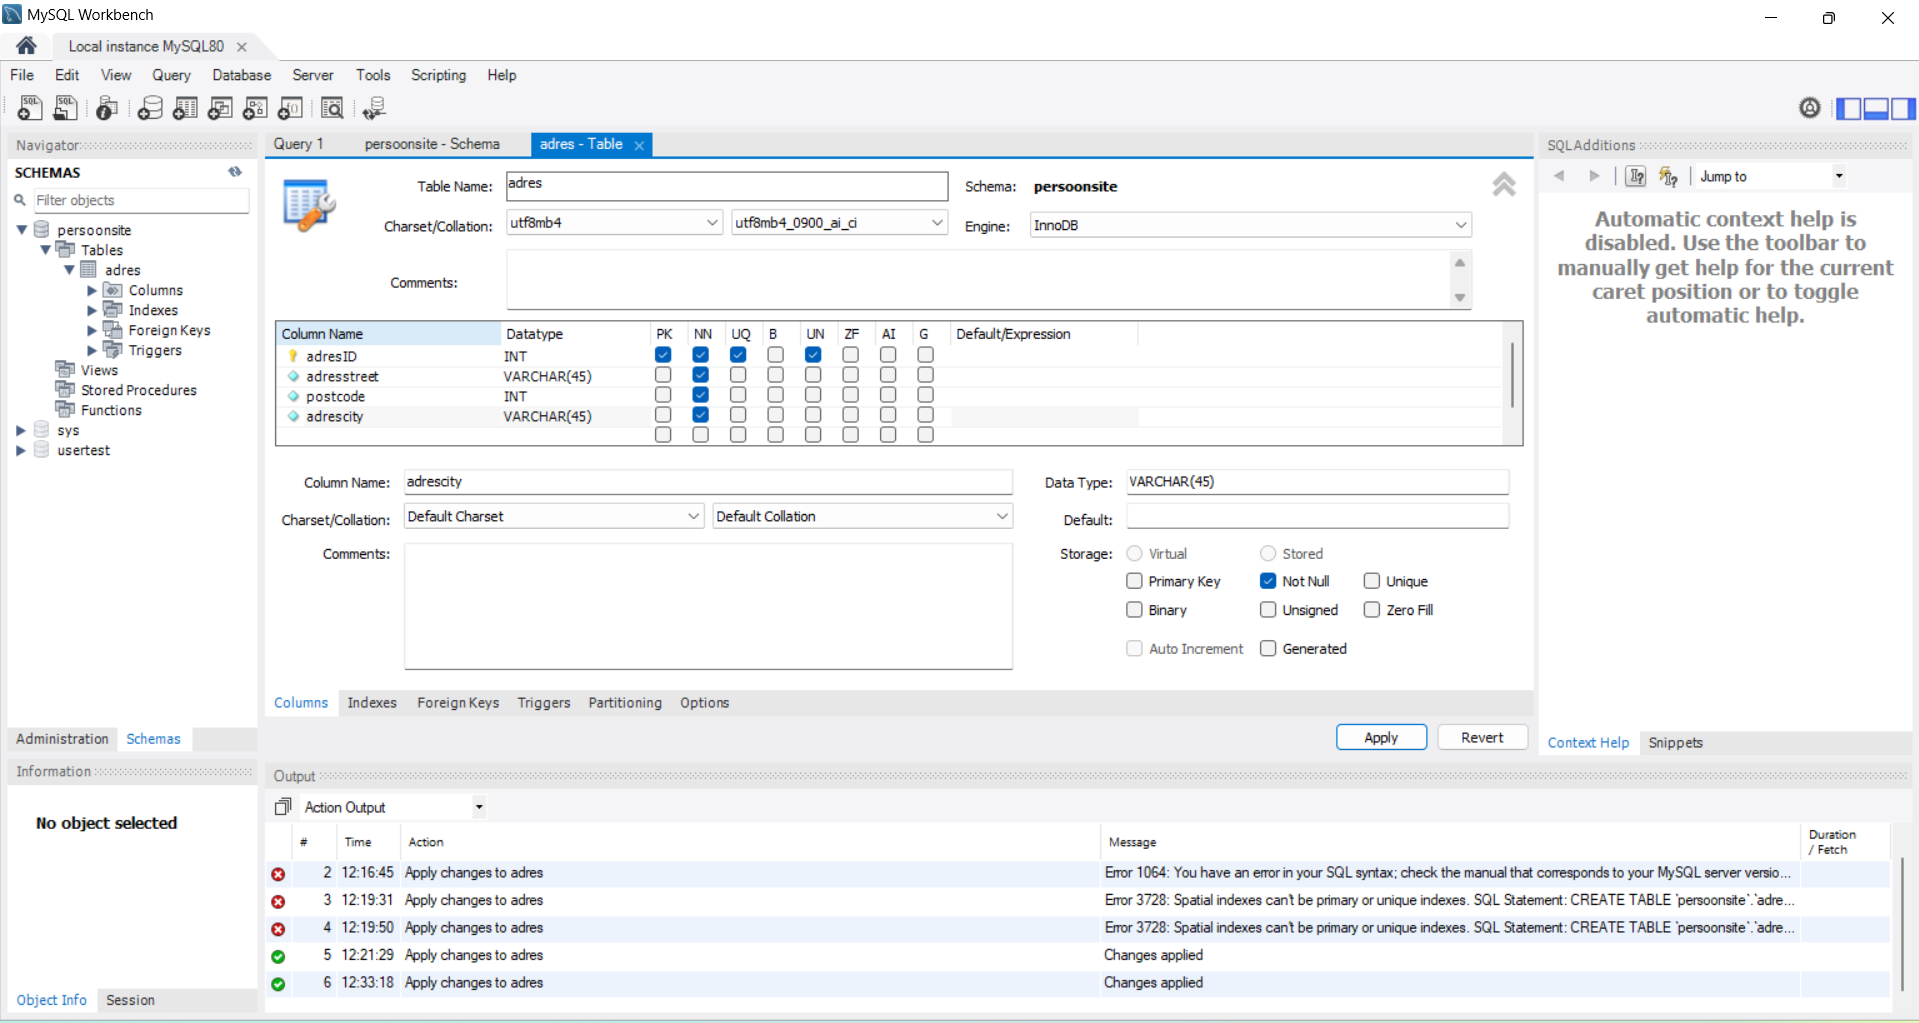 MySQL Workbench
Local instance MySQL80
File Edit View Query Database Server Tools Scripting Help
Navigator
SCHEMAS
Filter objects
persoonsite
Tables
adres
Columns
Indexes
Foreign Keys
Triggers
Views
Stored Procedures
Functions
sys
usertest
Administration Schemas
Information
No object selected
Object Info Session
Query 1 persoonsite - Schema adres - Table
Table Name: adres Schema: persoonsite
Charset/Collation: utf8mb4 utf8mb4_0900_ai_ci Engine: InnoDB
Comments:
Column Name Datatype PK NN UQ B UN ZF AI G Default/Expression
adresID INT
adresstreet VARCHAR(45)
postcode INT
adrescity VARCHAR(45)
Column Name: adrescity Data Type: VARCHAR(45)
Charset/Collation: Default Charset Default Collation Default:
Comments: Storage: Virtual Stored
Primary Key Not Null Unique
Binary Unsigned Zero Fill
Auto Increment Generated
Columns Indexes Foreign Keys Triggers Partitioning Options
Apply Revert
SQLAdditions
Jump to
Automatic context help is
disabled. Use the toolbar to
manually get help for the current
caret position or to toggle
automatic help.
Context Help Snippets
Output
Action Output
# Time Action Message Duration / Fetch
2 12:16:45 Apply changes to adres Error 1064: You have an error in your SQL syntax; check the manual that corresponds to your MySQL server versio...
3 12:19:31 Apply changes to adres Error 3728: Spatial indexes can't be primary or unique indexes. SQL Statement: CREATE TABLE `persoonsite`.`adre...
4 12:19:50 Apply changes to adres Error 3728: Spatial indexes can't be primary or unique indexes. SQL Statement: CREATE TABLE `persoonsite`.`adre...
5 12:21:29 Apply changes to adres Changes applied
6 12:33:18 Apply changes to adres Changes applied